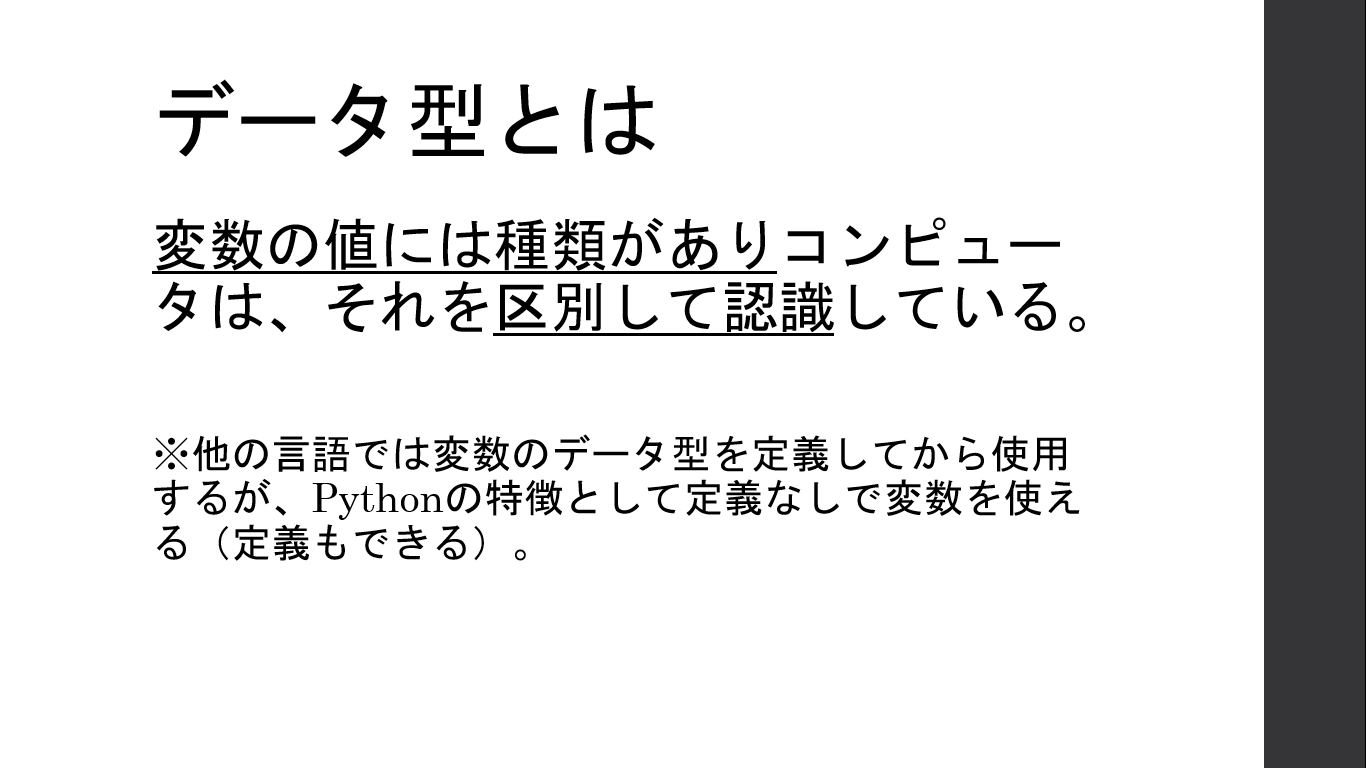 データ型とは
変数の値には種類がありコンピュー
タは、それを区別して認識している。
※他の言語では変数のデータ型を定義してから使用
するが、Pythonの特徴として定義なしで変数を使え
る（定義もできる）。